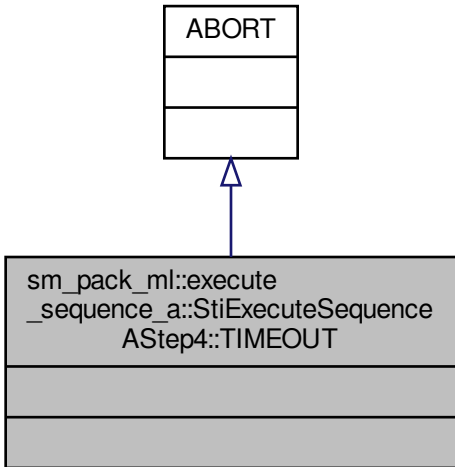 ABORT
sm_pack_ml::execute
_sequence_a::StiExecuteSequence
AStep4::TIMEOUT